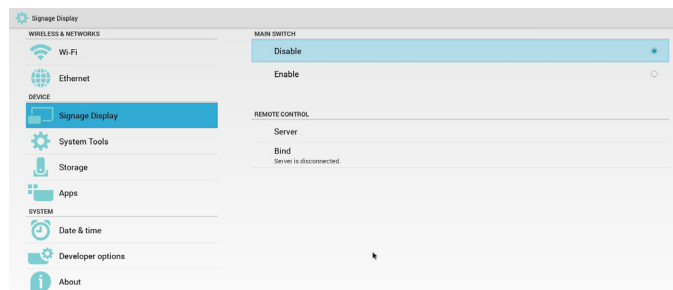 Signage Display
WIRELESS & NETWORKS
Wi-Fi
Ethernet
DEVICE
Signage Display
System Tools
Storage
Apps
SYSTEM
Date & time
Developer options
About
MAIN SWITCH
Disable
Enable
REMOTE CONTROL
Server
Bind
Server is disconnected.